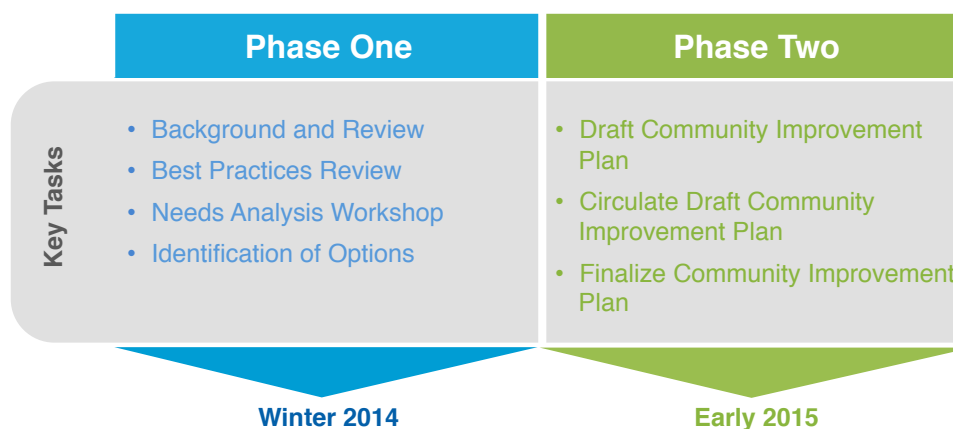 Phase One
Phase Two
Key Tasks
• Background and Review
• Best Practices Review
• Needs Analysis Workshop
• Identification of Options
• Draft Community Improvement
Plan
• Circulate Draft Community
Improvement Plan
• Finalize Community Improvement
Plan
Winter 2014
Early 2015